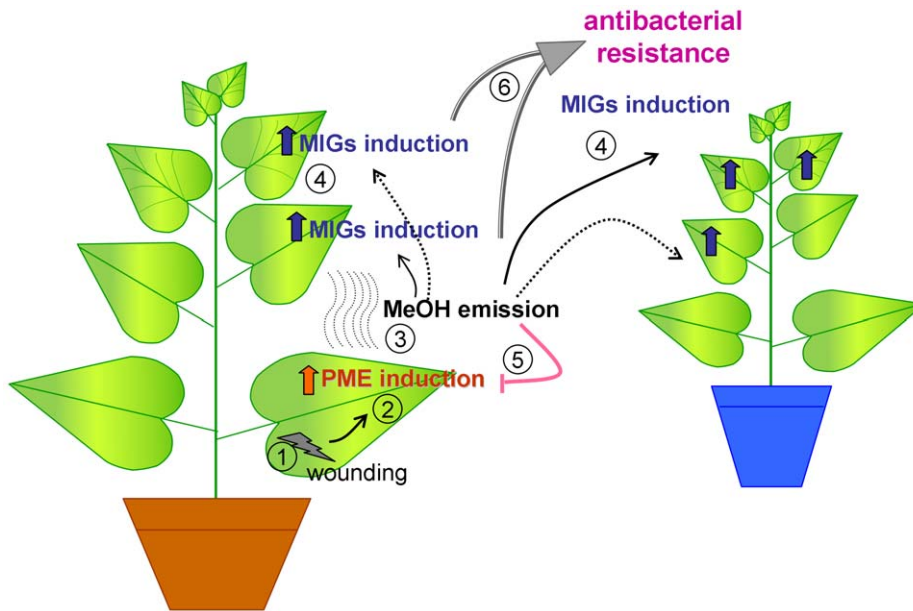 antibacterial
resistance
⑥
MIGs induction
④
MIGs induction
④
MIGs induction
MeOH emission
③
⑤
PME induction
②
①
wounding